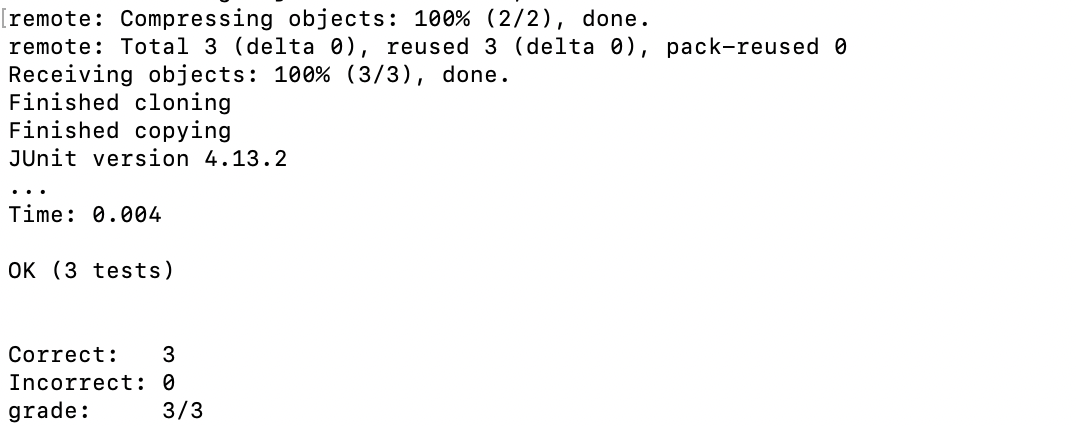 remote: Compressing objects: 100% (2/2), done.
remote: Total 3 (delta 0), reused 3 (delta 0), pack-reused 0
Receiving objects: 100% (3/3), done.
Finished cloning
Finished copying
JUnit version 4.13.2
...
Time: 0.004
OK (3 tests)
Correct:   3
Incorrect: 0
grade:     3/3